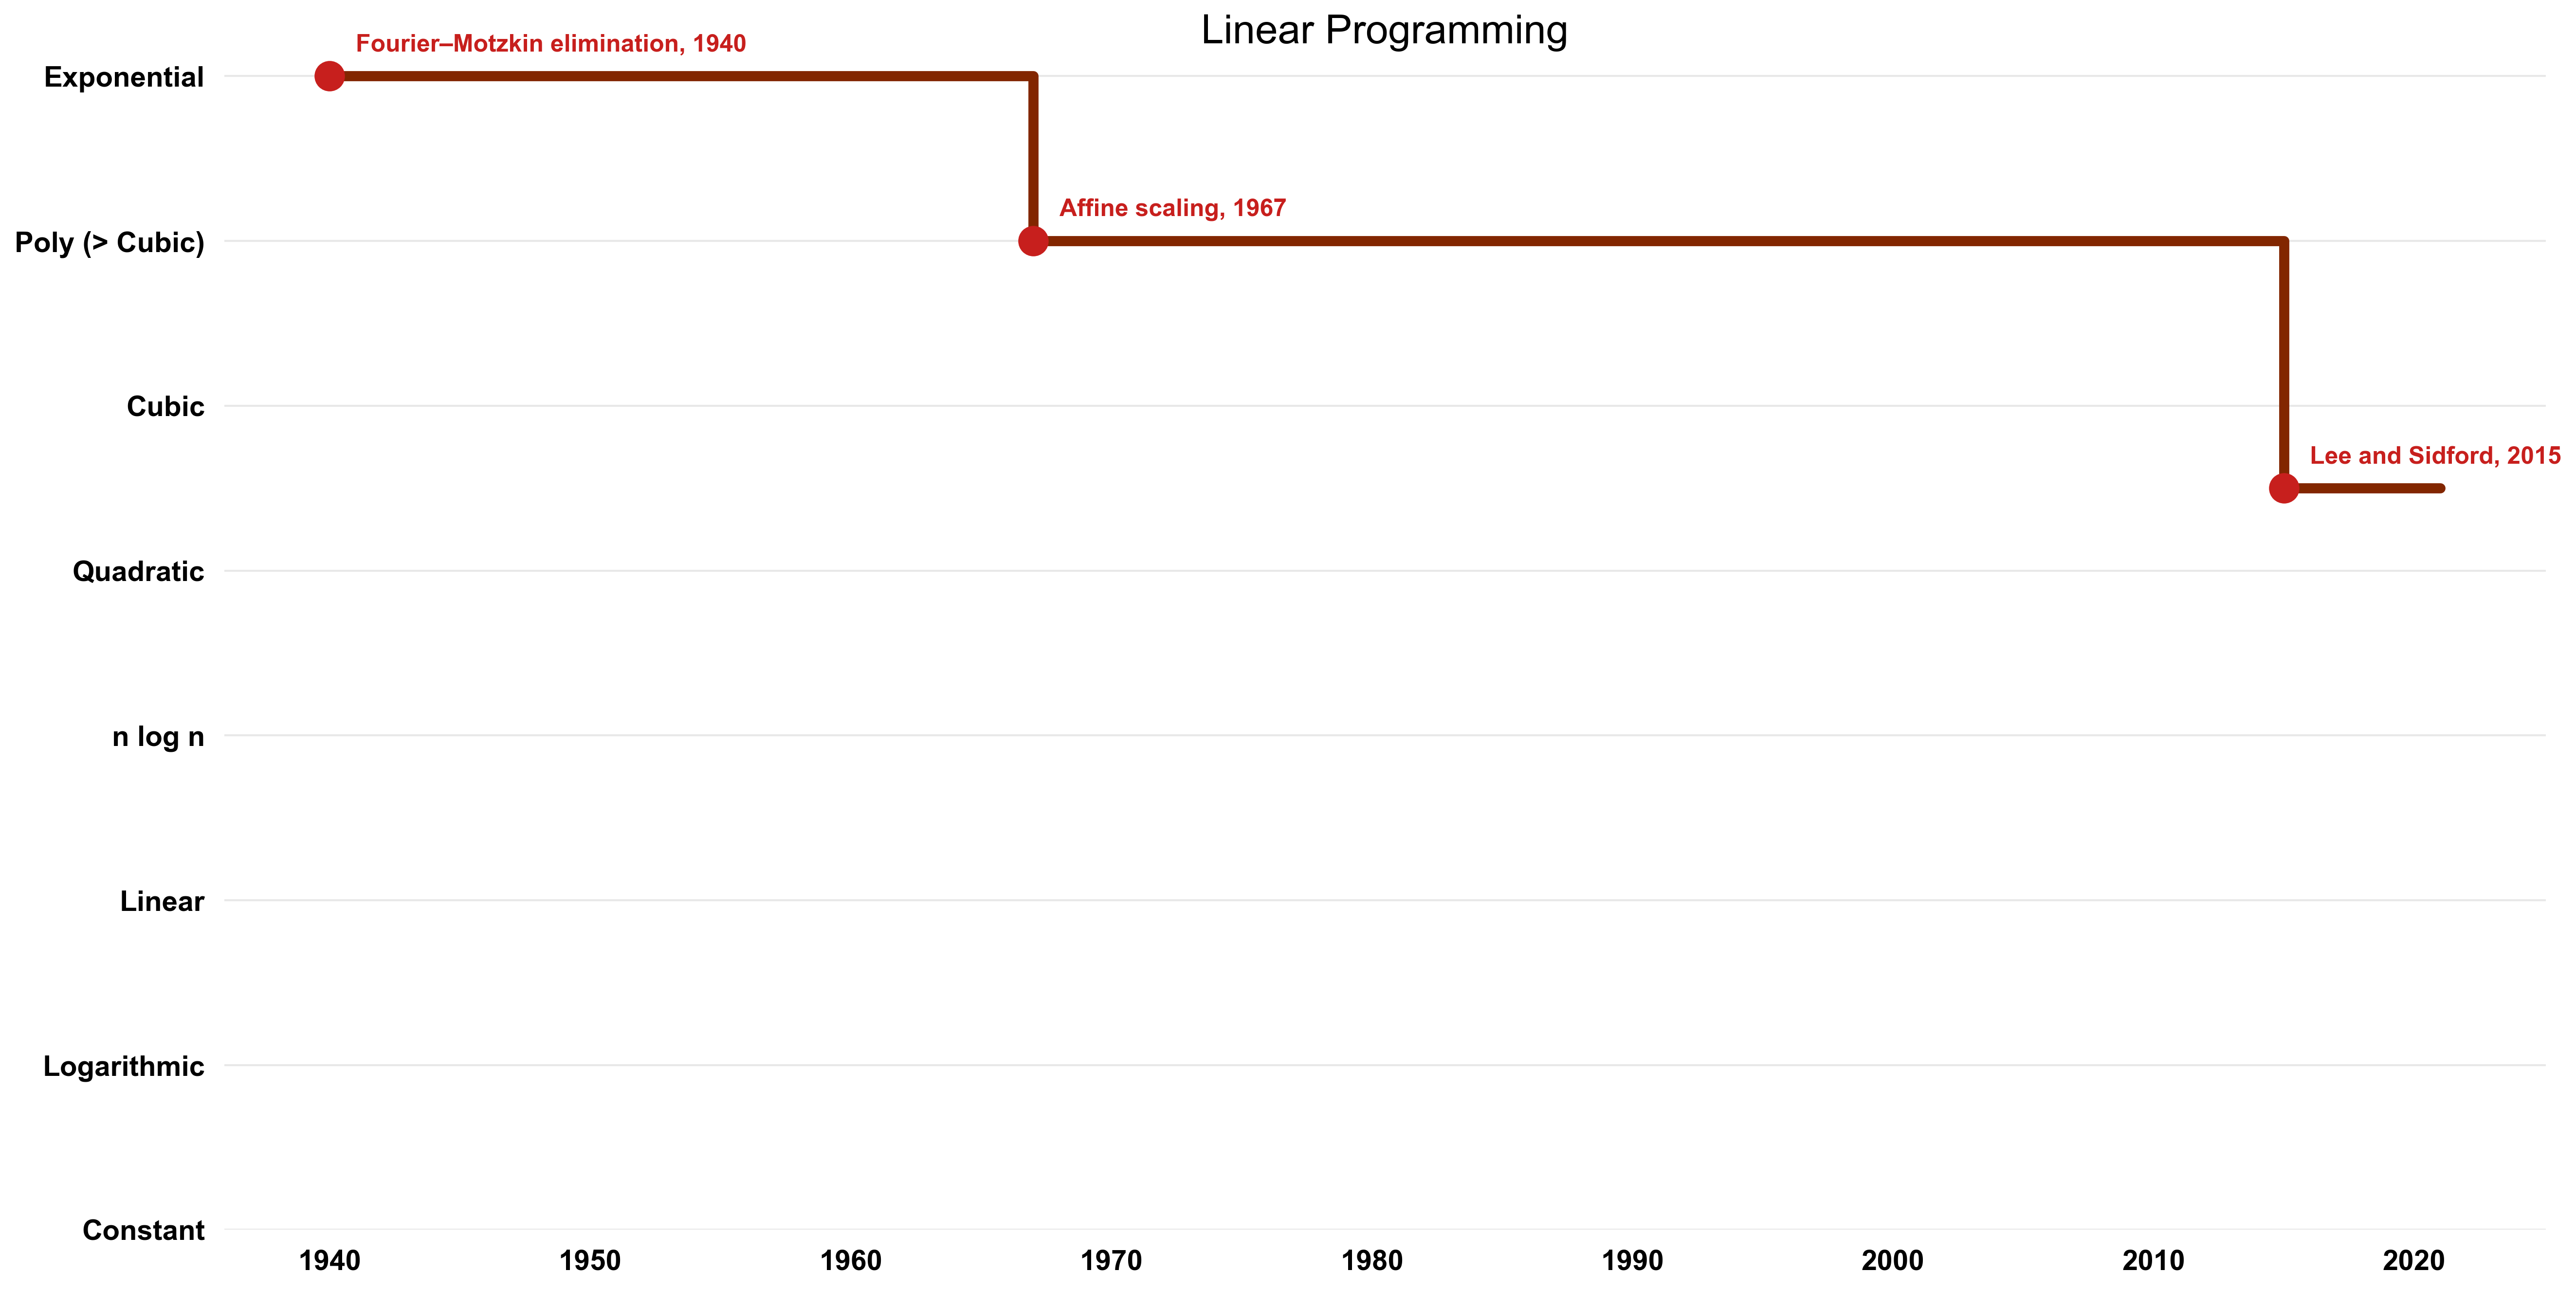 Linear Programming
Fourier–Motzkin elimination, 1940
Exponential
Affine scaling, 1967
Poly (> Cubic)
Cubic
Lee and Sidford, 2015
Quadratic
n log n
Linear
Logarithmic
Constant
1940 1950 1960 1970 1980 1990 2000 2010 2020